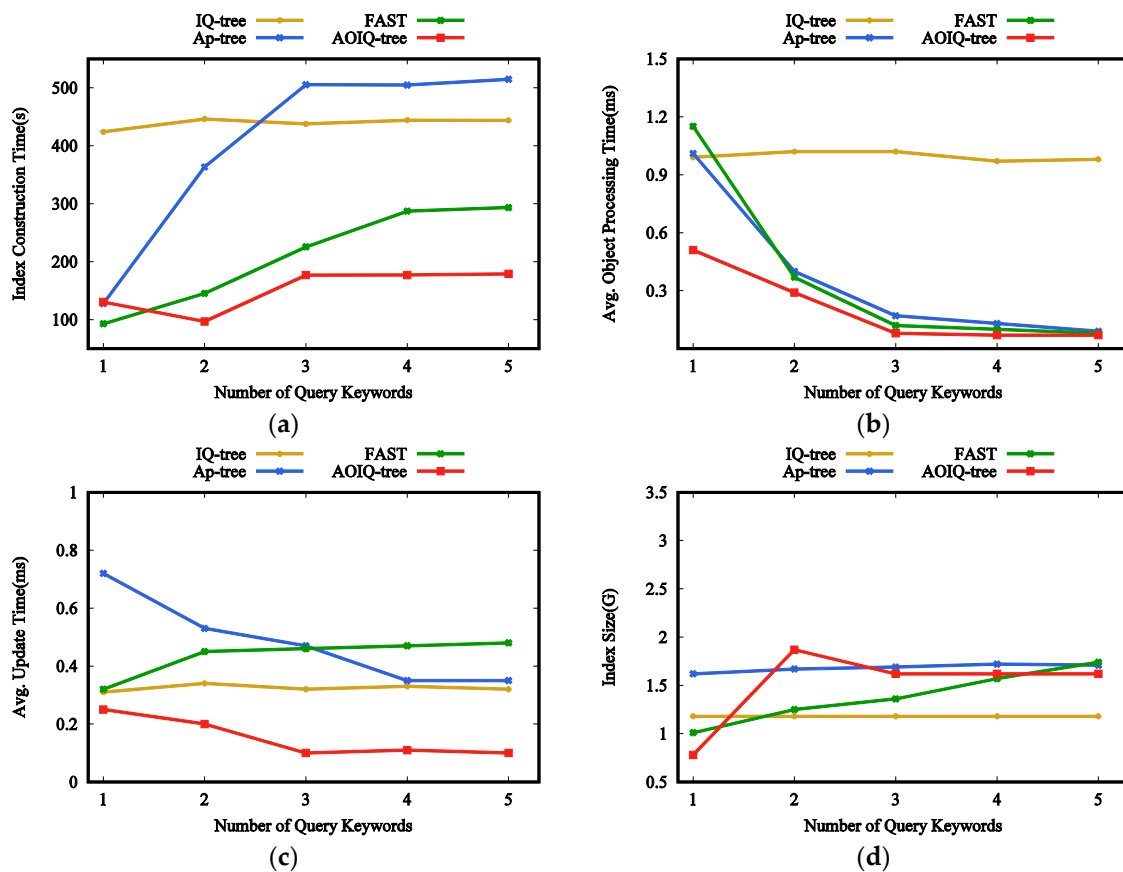 IQ-tree FAST
Ap-tree AOIQ-tree
Index Construction Time(s)
500
400
300
200
100
1 2 3 4 5
Number of Query Keywords
(a)
IQ-tree FAST
Ap-tree AOIQ-tree
Avg. Object Processing Time(ms)
1.5
1.2
0.9
0.6
0.3
1 2 3 4 5
Number of Query Keywords
(b)
IQ-tree FAST
Ap-tree AOIQ-tree
Avg. Update Time(ms)
1
0.8
0.6
0.4
0.2
0
1 2 3 4 5
Number of Query Keywords
(c)
IQ-tree FAST
Ap-tree AOIQ-tree
Index Size(G)
3.5
3
2.5
2
1.5
1
0.5
1 2 3 4 5
Number of Query Keywords
(d)